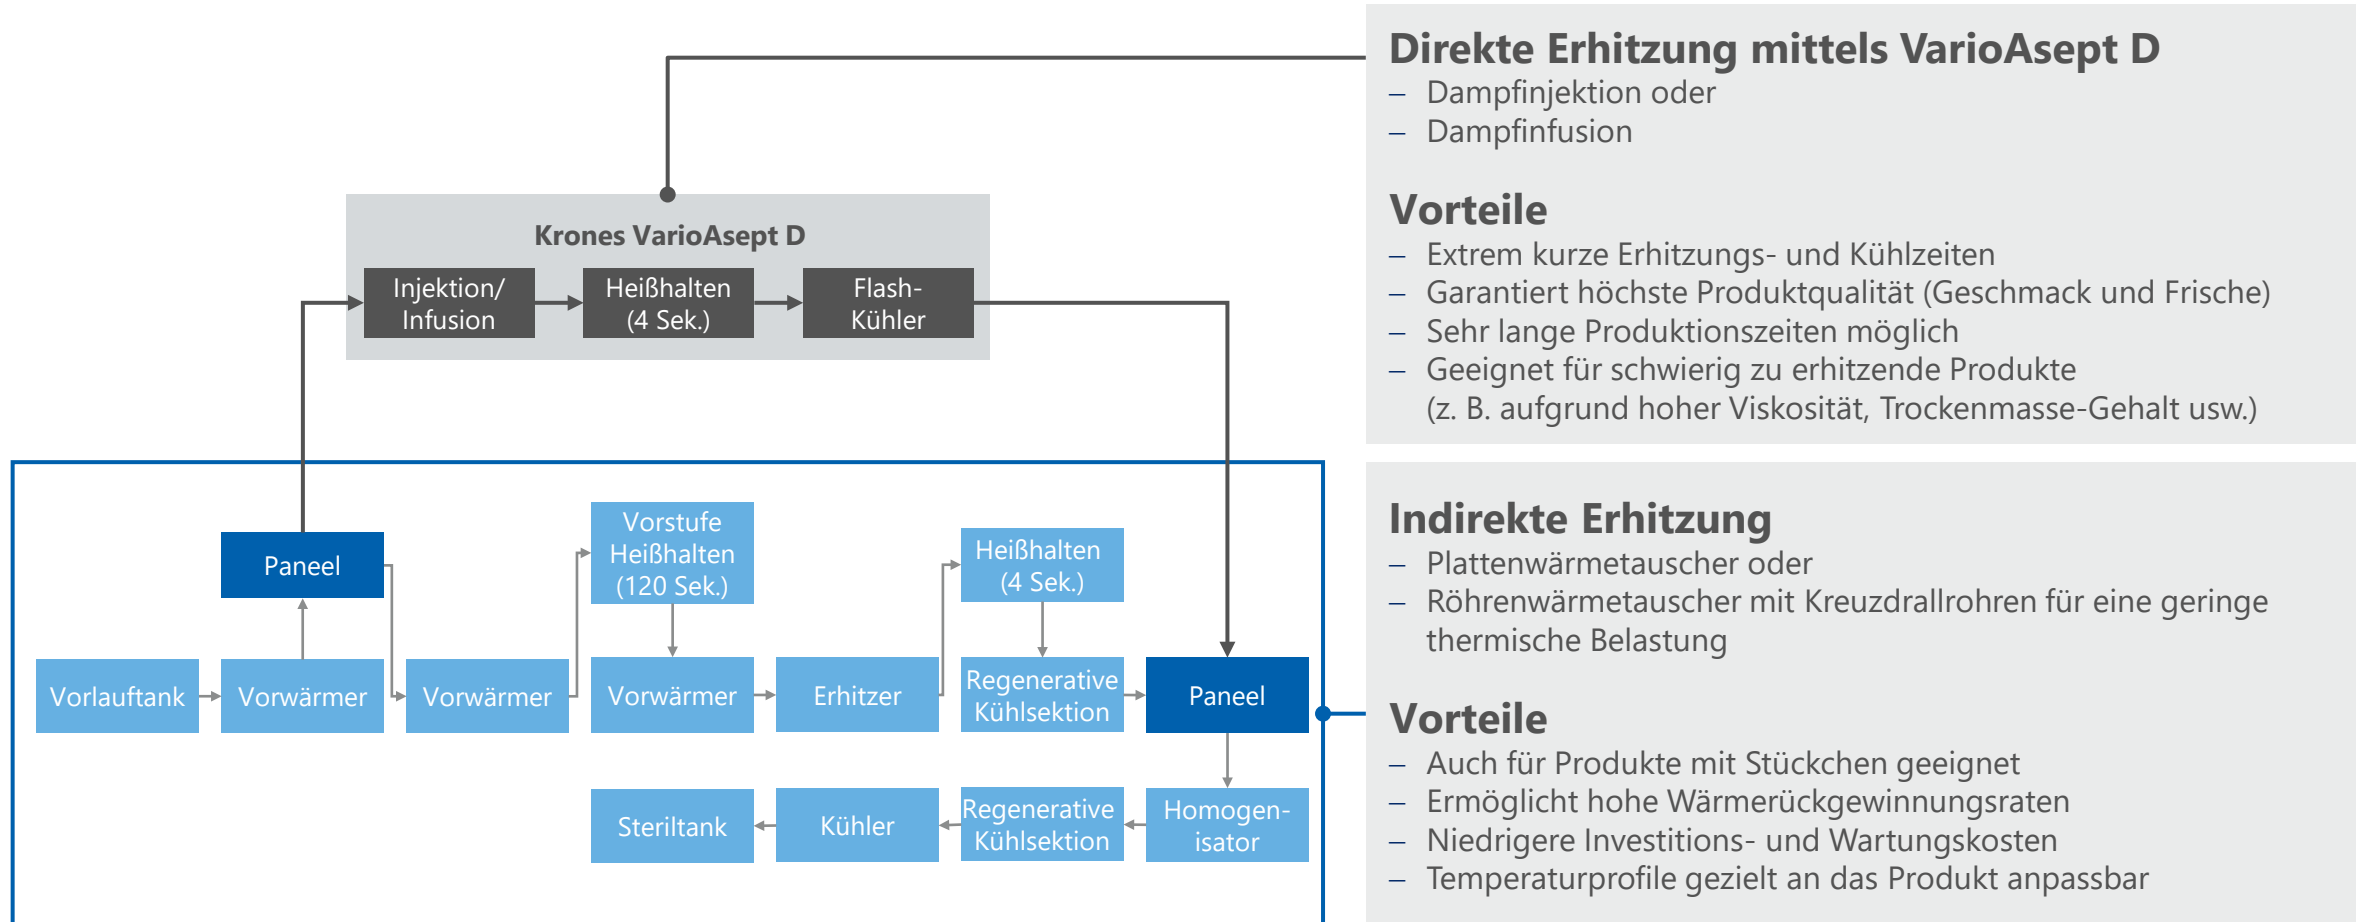 Direkte Erhitzung mittels VarioAsept D
– Dampfinjektion oder
– Dampfinfusion
Vorteile
– Extrem kurze Erhitzungs- und Kühlzeiten
– Garantiert höchste Produktqualität (Geschmack und Frische)
– Sehr lange Produktionszeiten möglich
– Geeignet für schwierig zu erhitzende Produkte
(z. B. aufgrund hoher Viskosität, Trockenmasse-Gehalt usw.)
Krones VarioAsept D
Injektion/
Infusion
Heißhalten
(4 Sek.)
Flash-
Kühler
Paneel
Vorstufe
Heißhalten
(120 Sek.)
Heißhalten
(4 Sek.)
Vorlauftank
Vorwärmer
Vorwärmer
Vorwärmer
Erhitzer
Regenerative
Kühlsektion
Paneel
Steriltank
Kühler
Regenerative
Kühlsektion
Homogen-
isator
Indirekte Erhitzung
– Plattenwärmetauscher oder
– Röhrenwärmetauscher mit Kreuzdrallrohren für eine geringe
thermische Belastung
Vorteile
– Auch für Produkte mit Stückchen geeignet
– Ermöglicht hohe Wärmerückgewinnungsraten
– Niedrigere Investitions- und Wartungskosten
– Temperaturprofile gezielt an das Produkt anpassbar